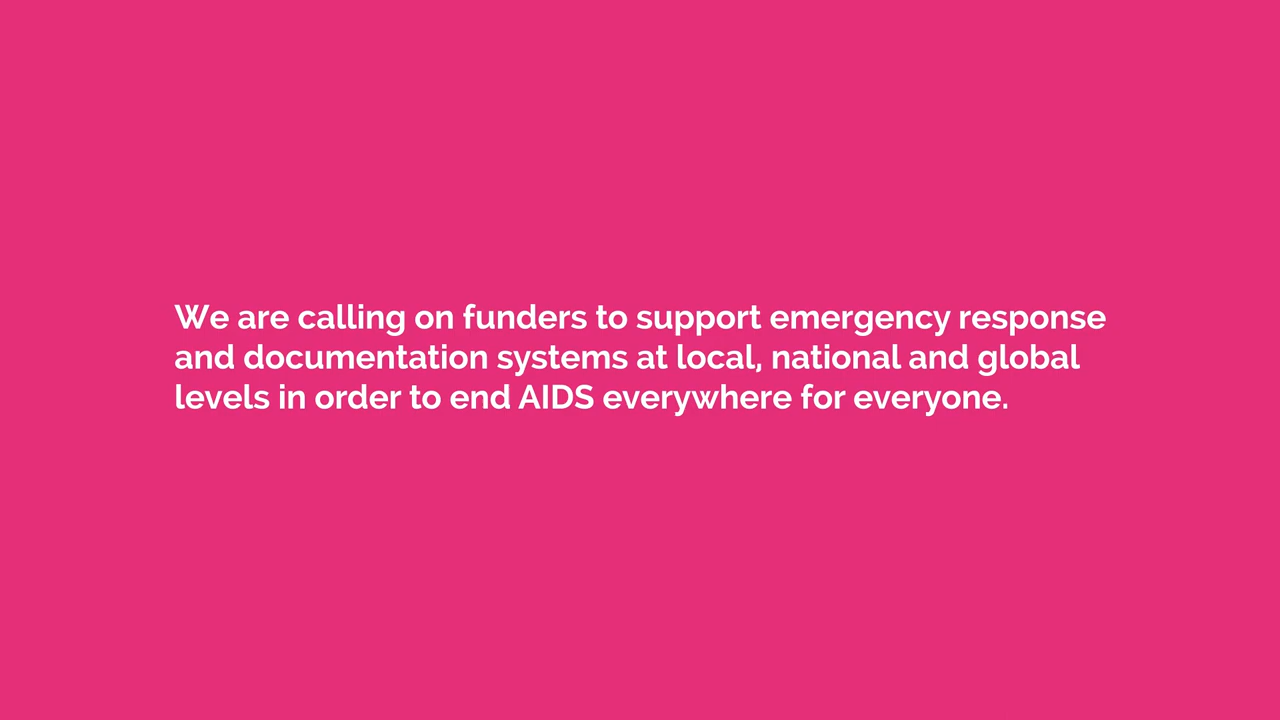 We are calling on funders to support emergency response
and documentation systems at local, national and global
levels in order to end AIDS everywhere for everyone.